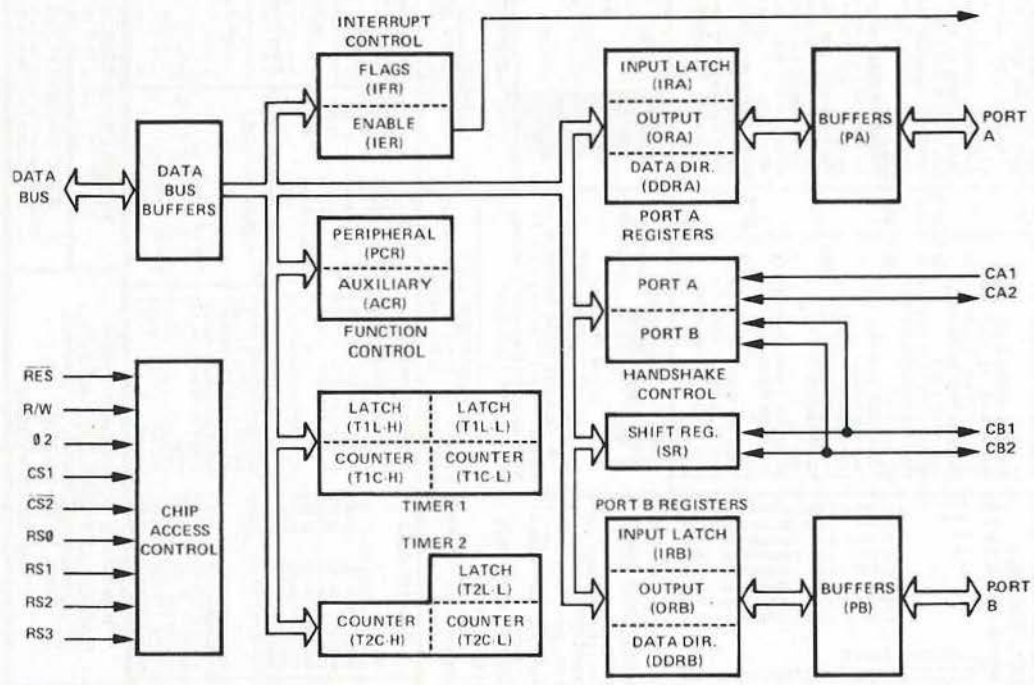 INTERRUPT
CONTROL
FLAGS
(IFR)
ENABLE
(IER)
DATA
BUS
DATA
BUS
BUFFERS
PERIPHERAL
(PCR)
AUXILIARY
(ACR)
FUNCTION
CONTROL
R̅E̅S̅
R/W
Ø2
CS1
C̅S̅2̅
RSØ
RS1
RS2
RS3
CHIP
ACCESS
CONTROL
LATCH
(T1L-H)
LATCH
(T1L-L)
COUNTER
(T1C-H)
COUNTER
(T1C-L)
TIMER 1
TIMER 2
LATCH
(T2L-L)
COUNTER
(T2C-H)
COUNTER
(T2C-L)
INPUT LATCH
(IRA)
OUTPUT
(ORA)
DATA DIR.
(DDRA)
PORT A
REGISTERS
BUFFERS
(PA)
PORT
A
PORT A
PORT B
HANDSHAKE
CONTROL
CA1
CA2
SHIFT REG.
(SR)
CB1
CB2
PORT B REGISTERS
INPUT LATCH
(IRB)
OUTPUT
(ORB)
DATA DIR.
(DDRB)
BUFFERS
(PB)
PORT
B